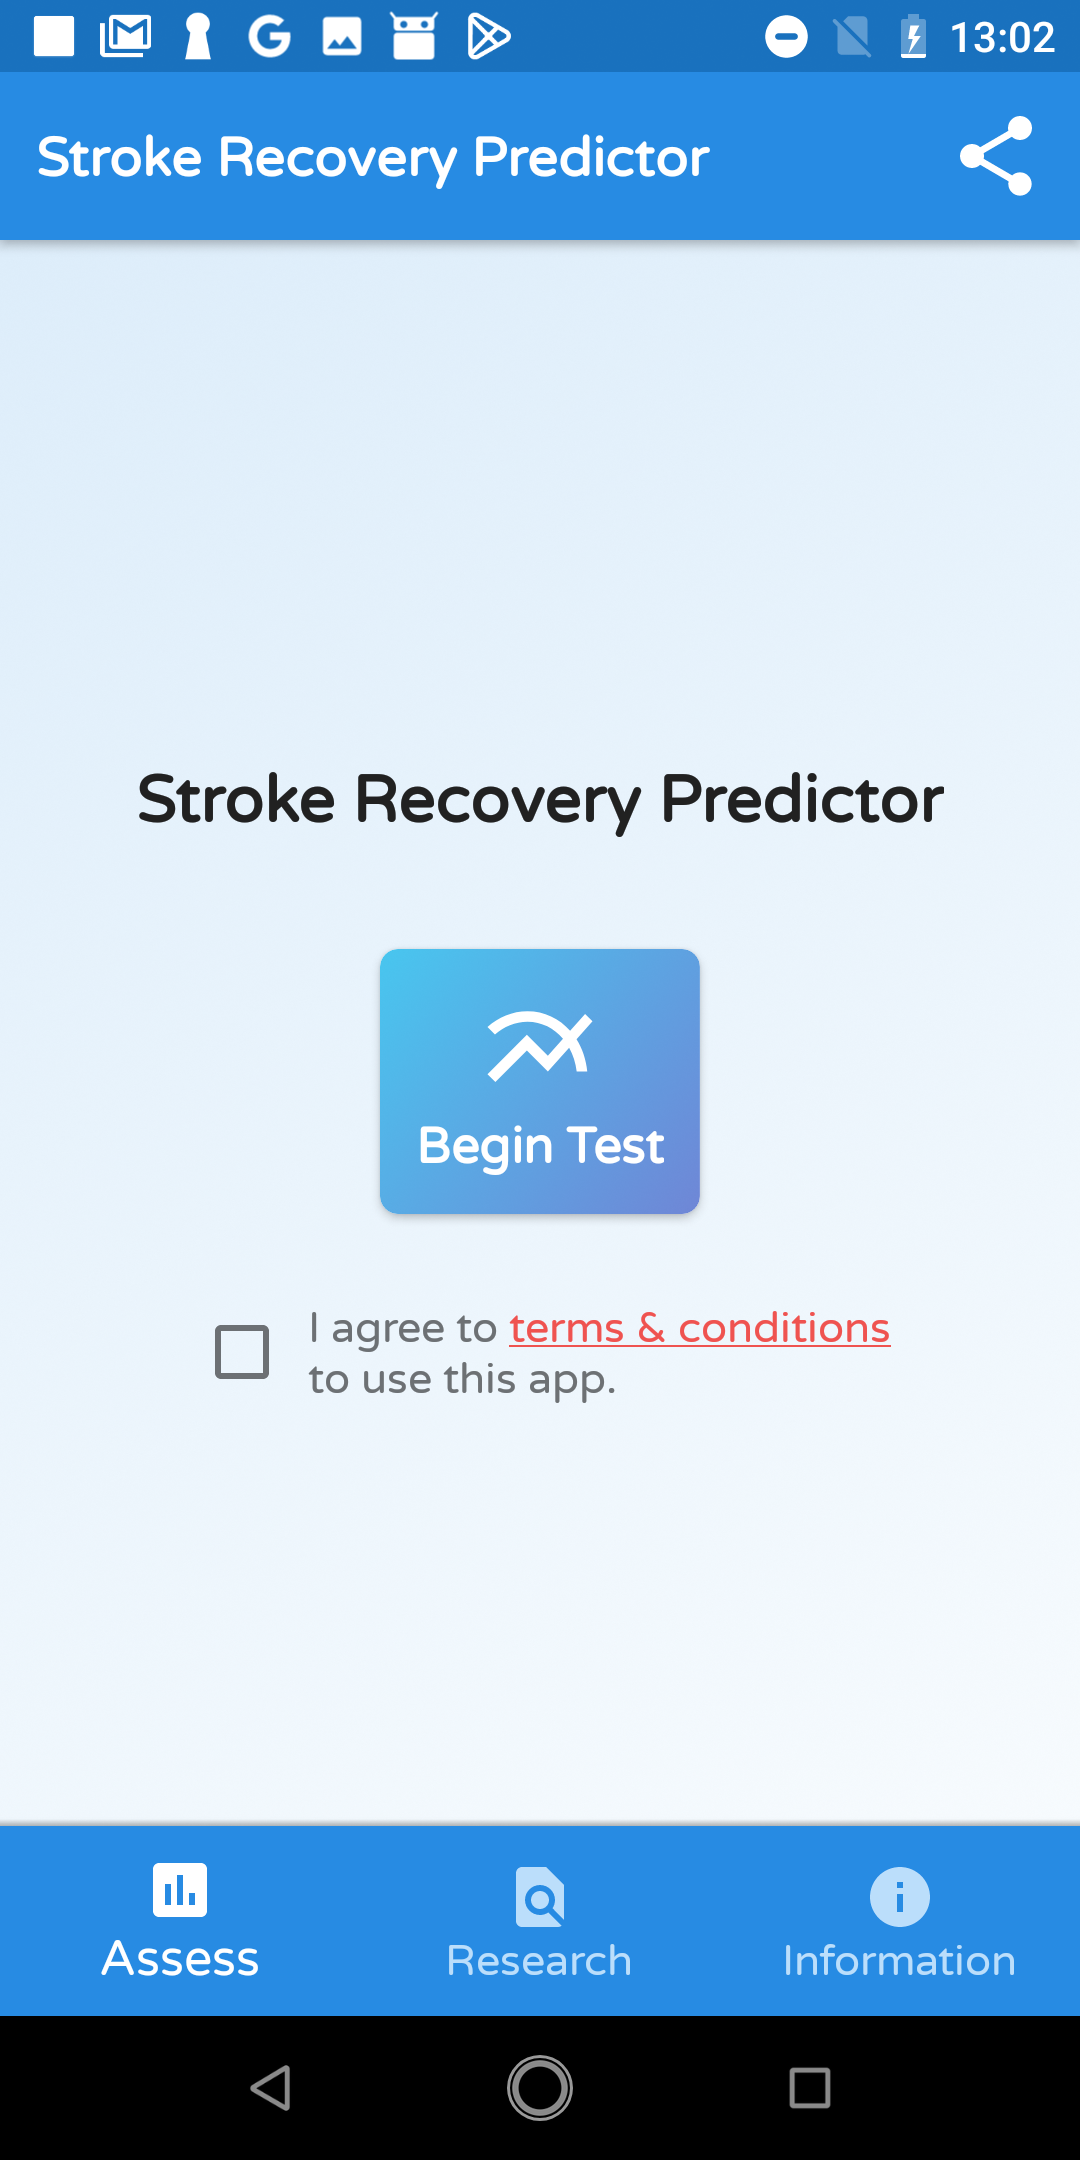 13:02
Stroke Recovery Predictor
Stroke Recovery Predictor
Begin Test
I agree to terms & conditions
to use this app.
Assess
Research
Information